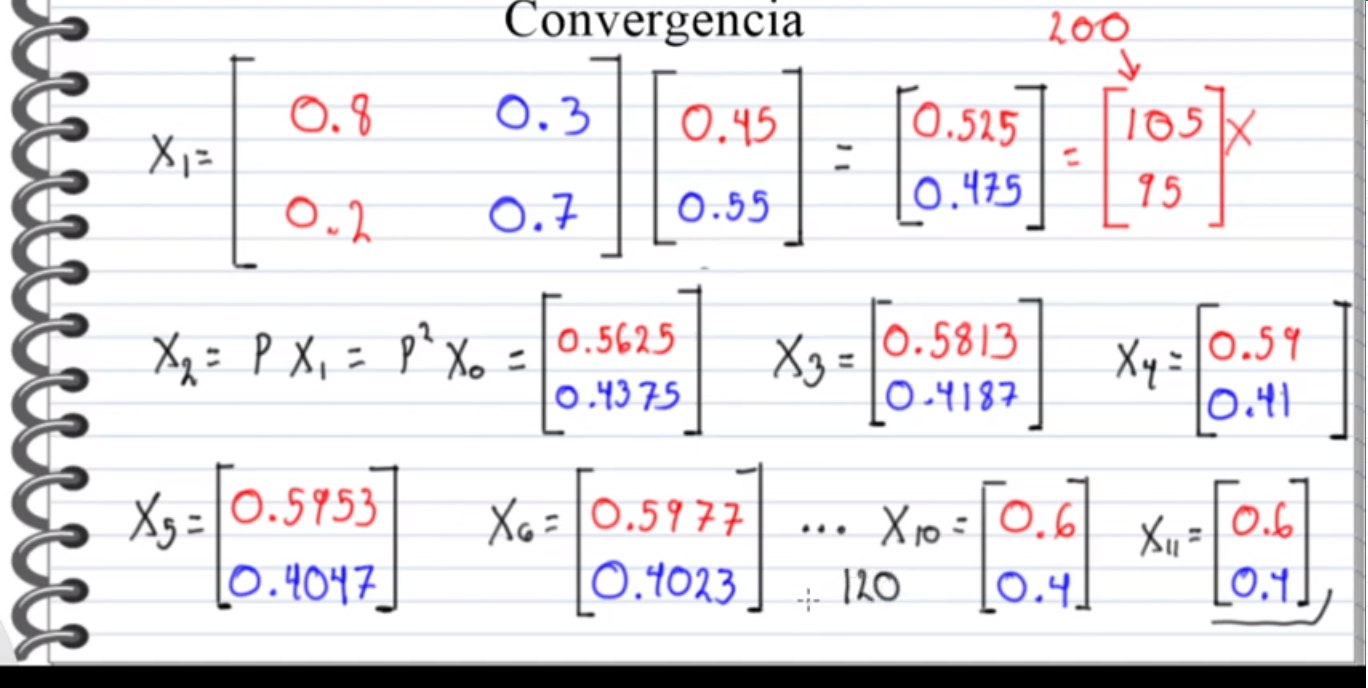 Convergencia
200
X₁ = [0.8 0.3; 0.2 0.7] [0.45; 0.55] = [0.525; 0.475] = [105; 95] X
X₂ = P X₁ = P² X₀ = [0.5625; 0.4375] X₃ = [0.5813; 0.4187] X₄ = [0.59; 0.41]
X₅ = [0.5953; 0.4047] X₆ = [0.5977; 0.4023] ... X₁₀ = [0.6; 0.4] X₁₁ = [0.6; 0.4]
120